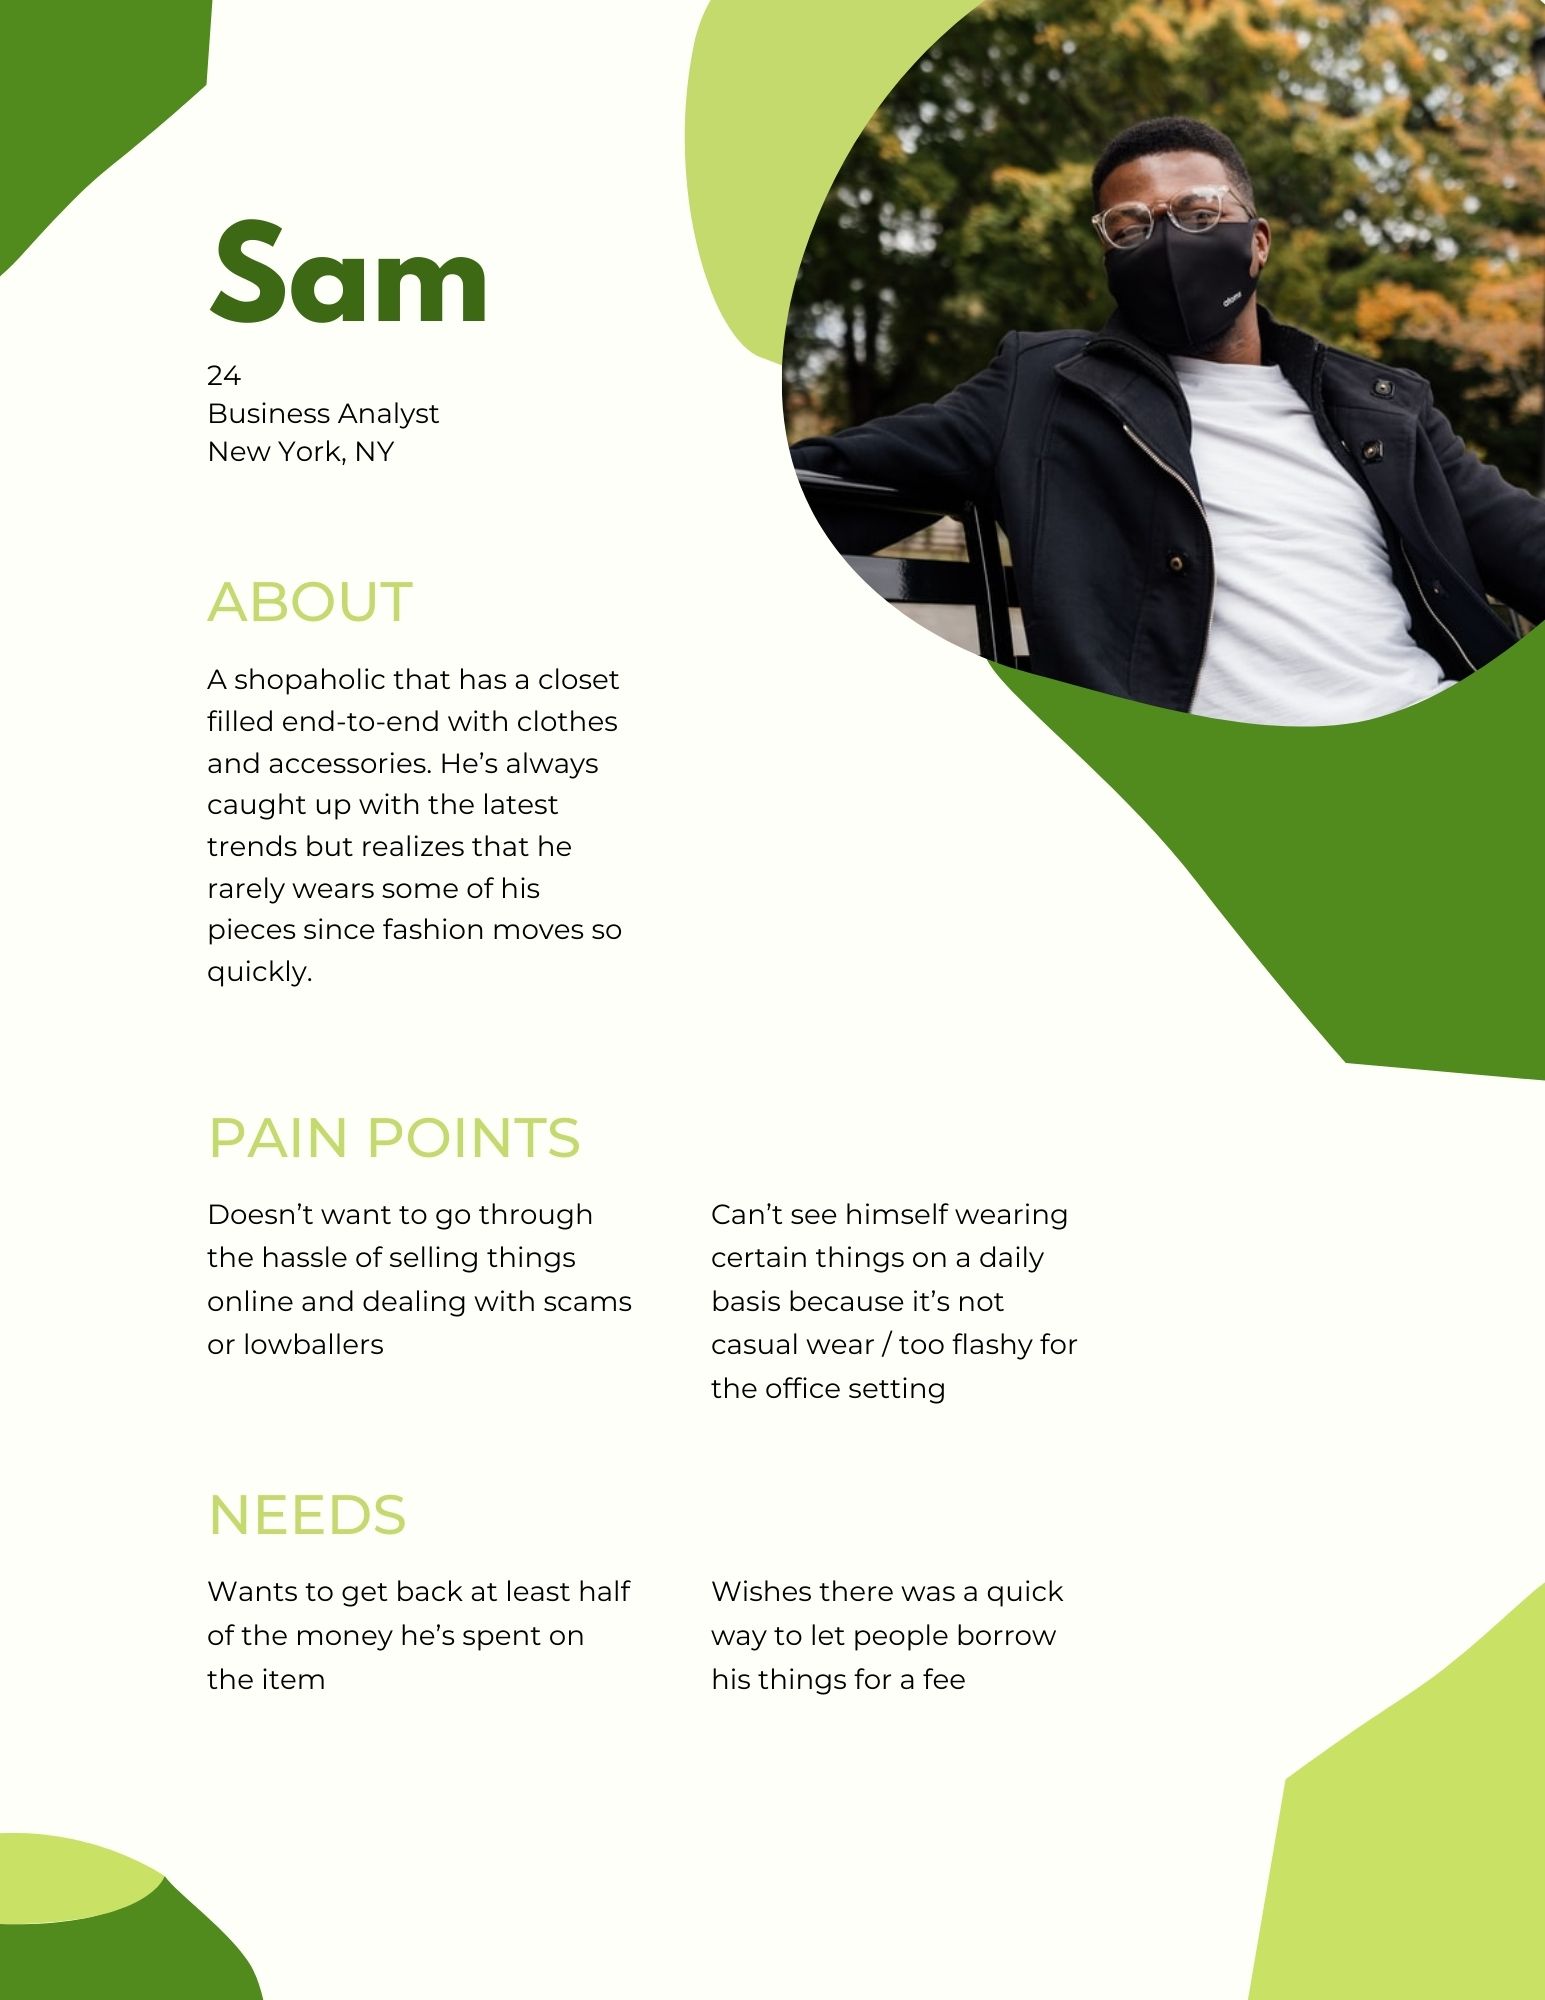 Sam
24
Business Analyst
New York, NY
ABOUT
A shopaholic that has a closet
filled end-to-end with clothes
and accessories. He’s always
caught up with the latest
trends but realizes that he
rarely wears some of his
pieces since fashion moves so
quickly.
PAIN POINTS
Doesn’t want to go through
the hassle of selling things
online and dealing with scams
or lowballers
Can’t see himself wearing
certain things on a daily
basis because it’s not
casual wear / too flashy for
the office setting
NEEDS
Wants to get back at least half
of the money he’s spent on
the item
Wishes there was a quick
way to let people borrow
his things for a fee